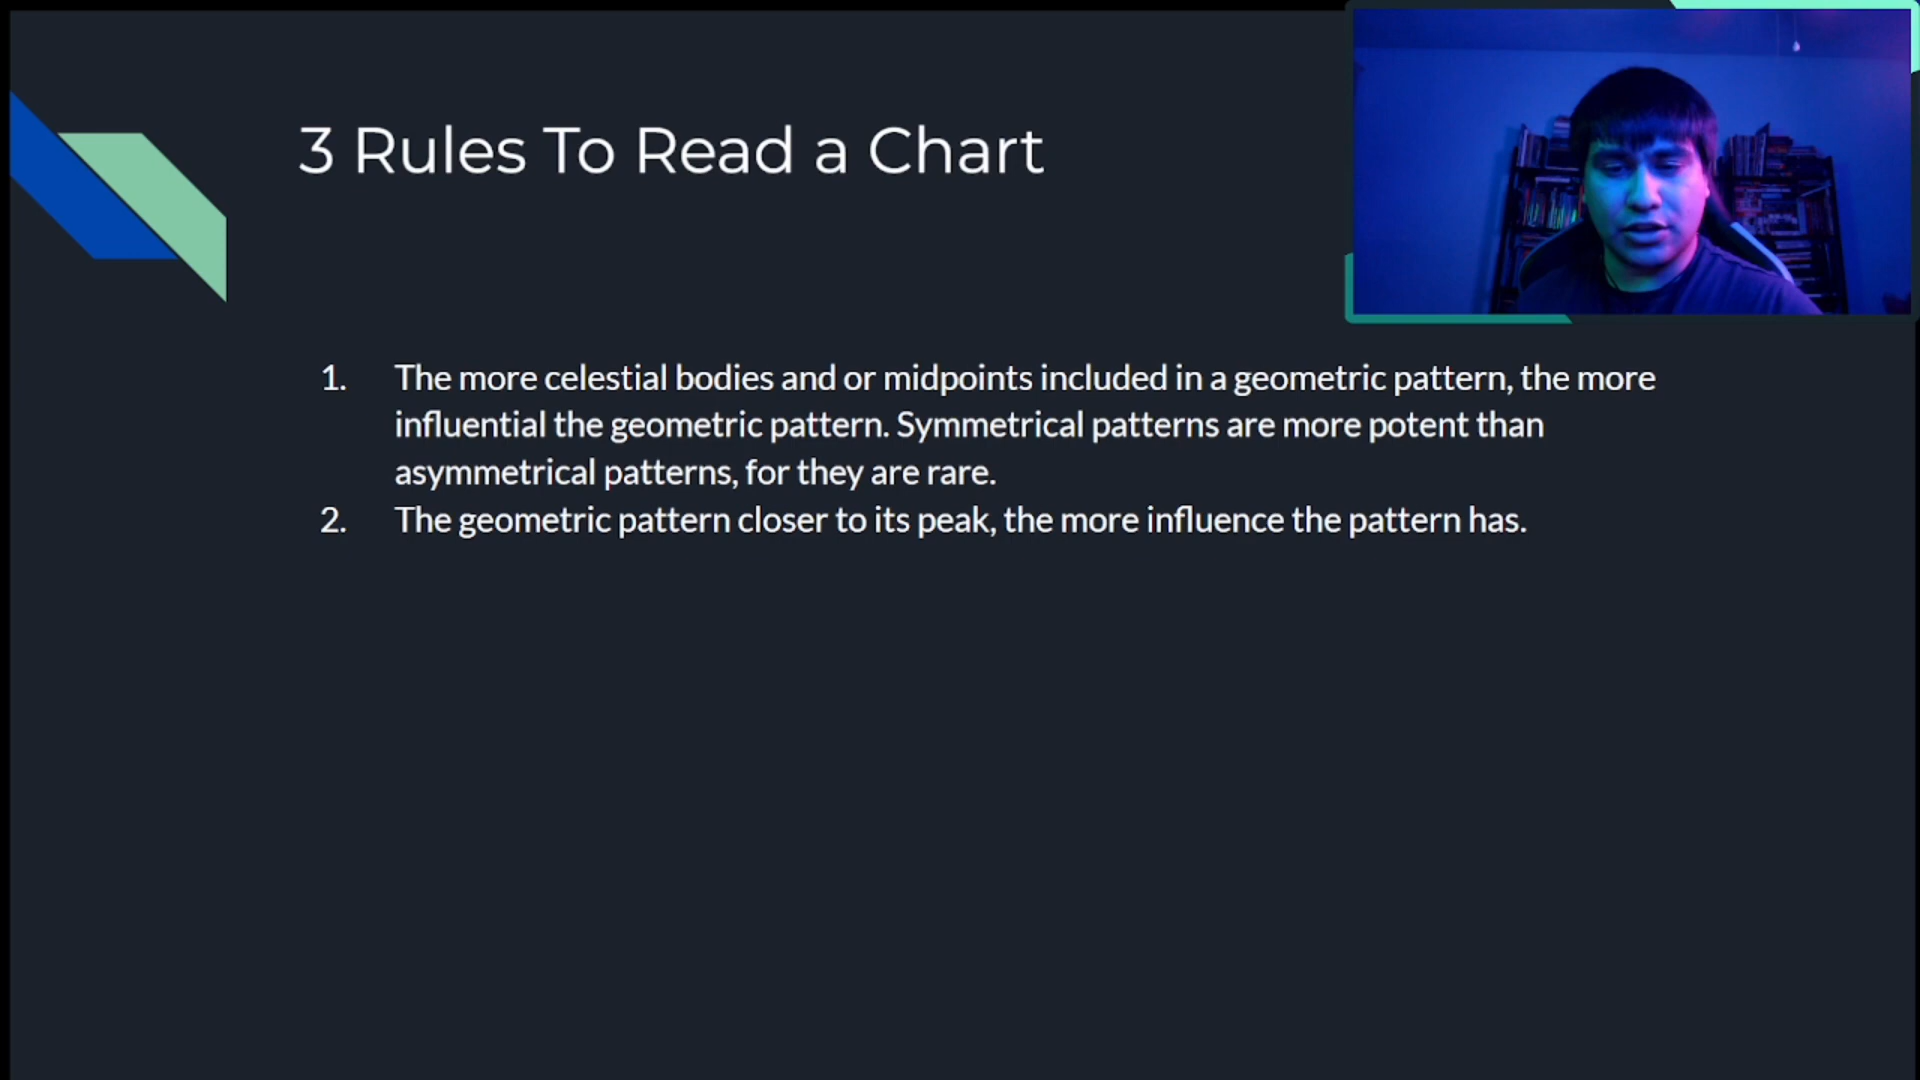 3 Rules To Read a Chart
1. The more celestial bodies and or midpoints included in a geometric pattern, the more
influential the geometric pattern. Symmetrical patterns are more potent than
asymmetrical patterns, for they are rare.
2. The geometric pattern closer to its peak, the more influence the pattern has.